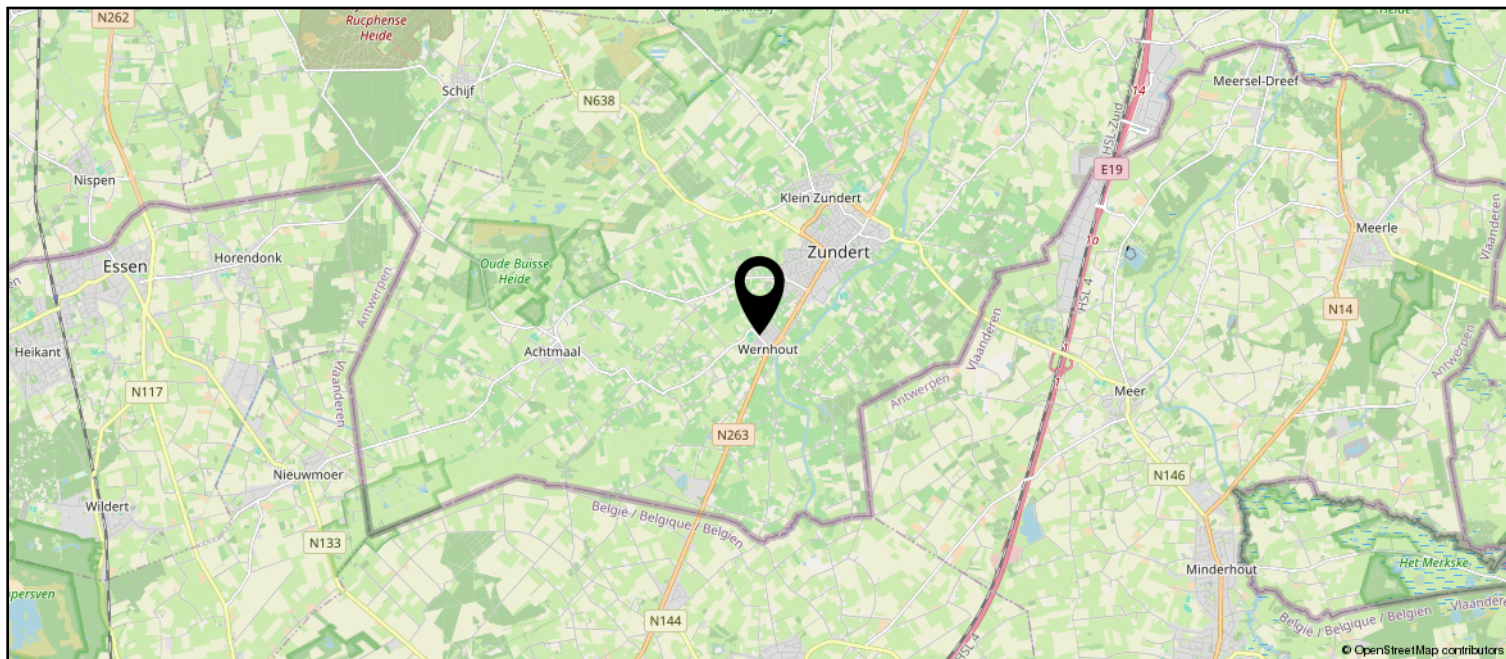 N262
Rucphense
Heide
Schijf
N638
14
Meersel-Dreef
HSL-Zuid
E19
Nispen
Klein Zundert
Meerle
Vlaanderen
Essen
Horendonk
Oude Buisse
Heide
Zundert
1a
Antwerpen
HSL 4
N14
Heikant
Achtmaal
Wernhout
Vlaanderen
Antwerpen
Vlaanderen
Antwerpen
1
1
Meer
N117
N263
Nieuwmoer
N146
Wildert
België / Belgique / Belgien
N133
Minderhout
Het Merkske
N144
HSL 4
België / Belgique / Belgien
Vlaanderen
© OpenStreetMap contributors